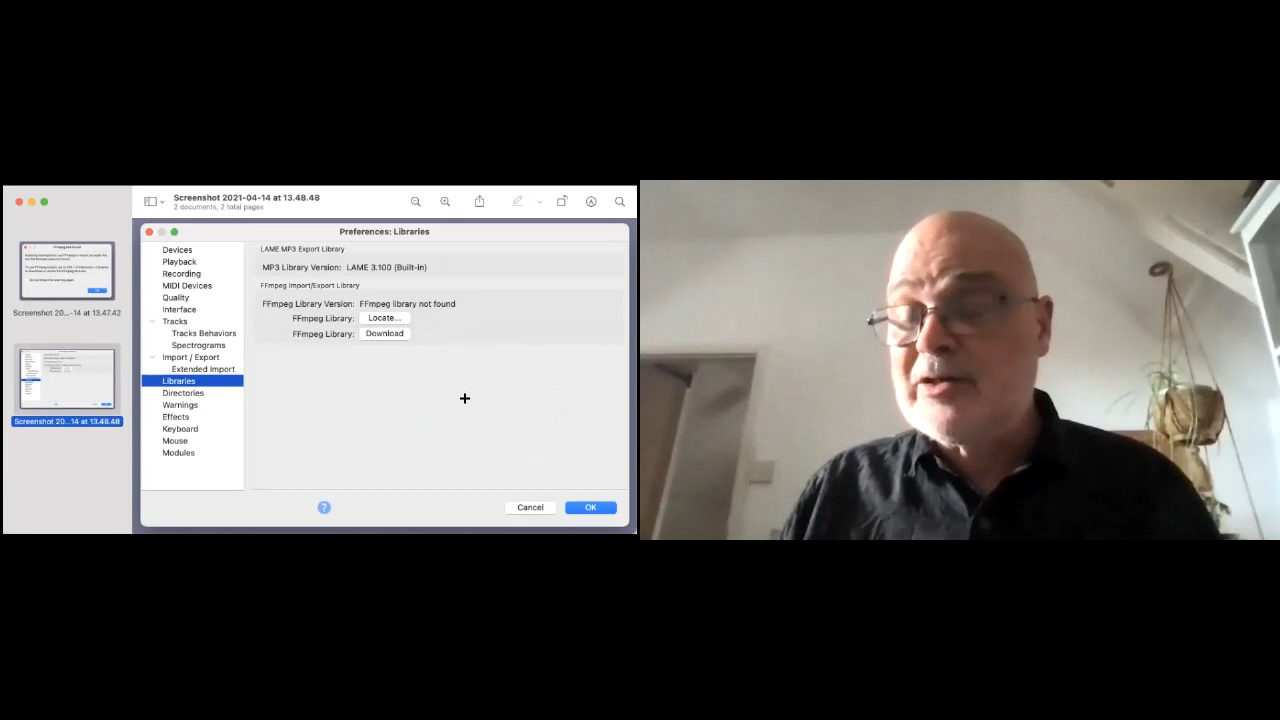 Screenshot 2021-04-14 at 13.48.48
2 documents, 2 total pages
Screenshot 20...-14 at 13.47.42
Screenshot 20...14 at 13.48.48
Preferences: Libraries
Devices
Playback
Recording
MIDI Devices
Quality
Interface
Tracks
Tracks Behaviors
Spectrograms
Import / Export
Extended Import
Libraries
Directories
Warnings
Effects
Keyboard
Mouse
Modules
LAME MP3 Export Library
MP3 Library Version: LAME 3.100 (Built-in)
FFmpeg Import/Export Library
FFmpeg Library Version: FFmpeg library not found
FFmpeg Library: Locate...
FFmpeg Library: Download
?
Cancel
OK